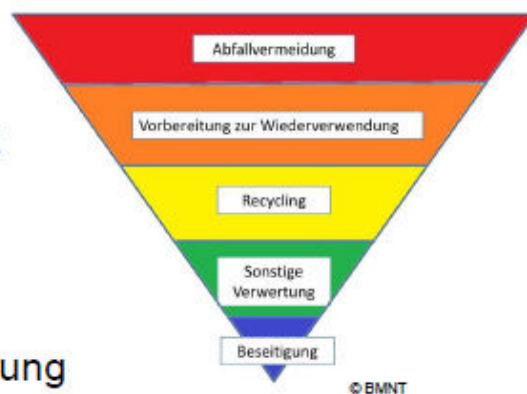 Abfallvermeidung
Vorbereitung zur Wiederverwendung
Recycling
Sonstige
Verwertung
Beseitigung
ung
© BMNT